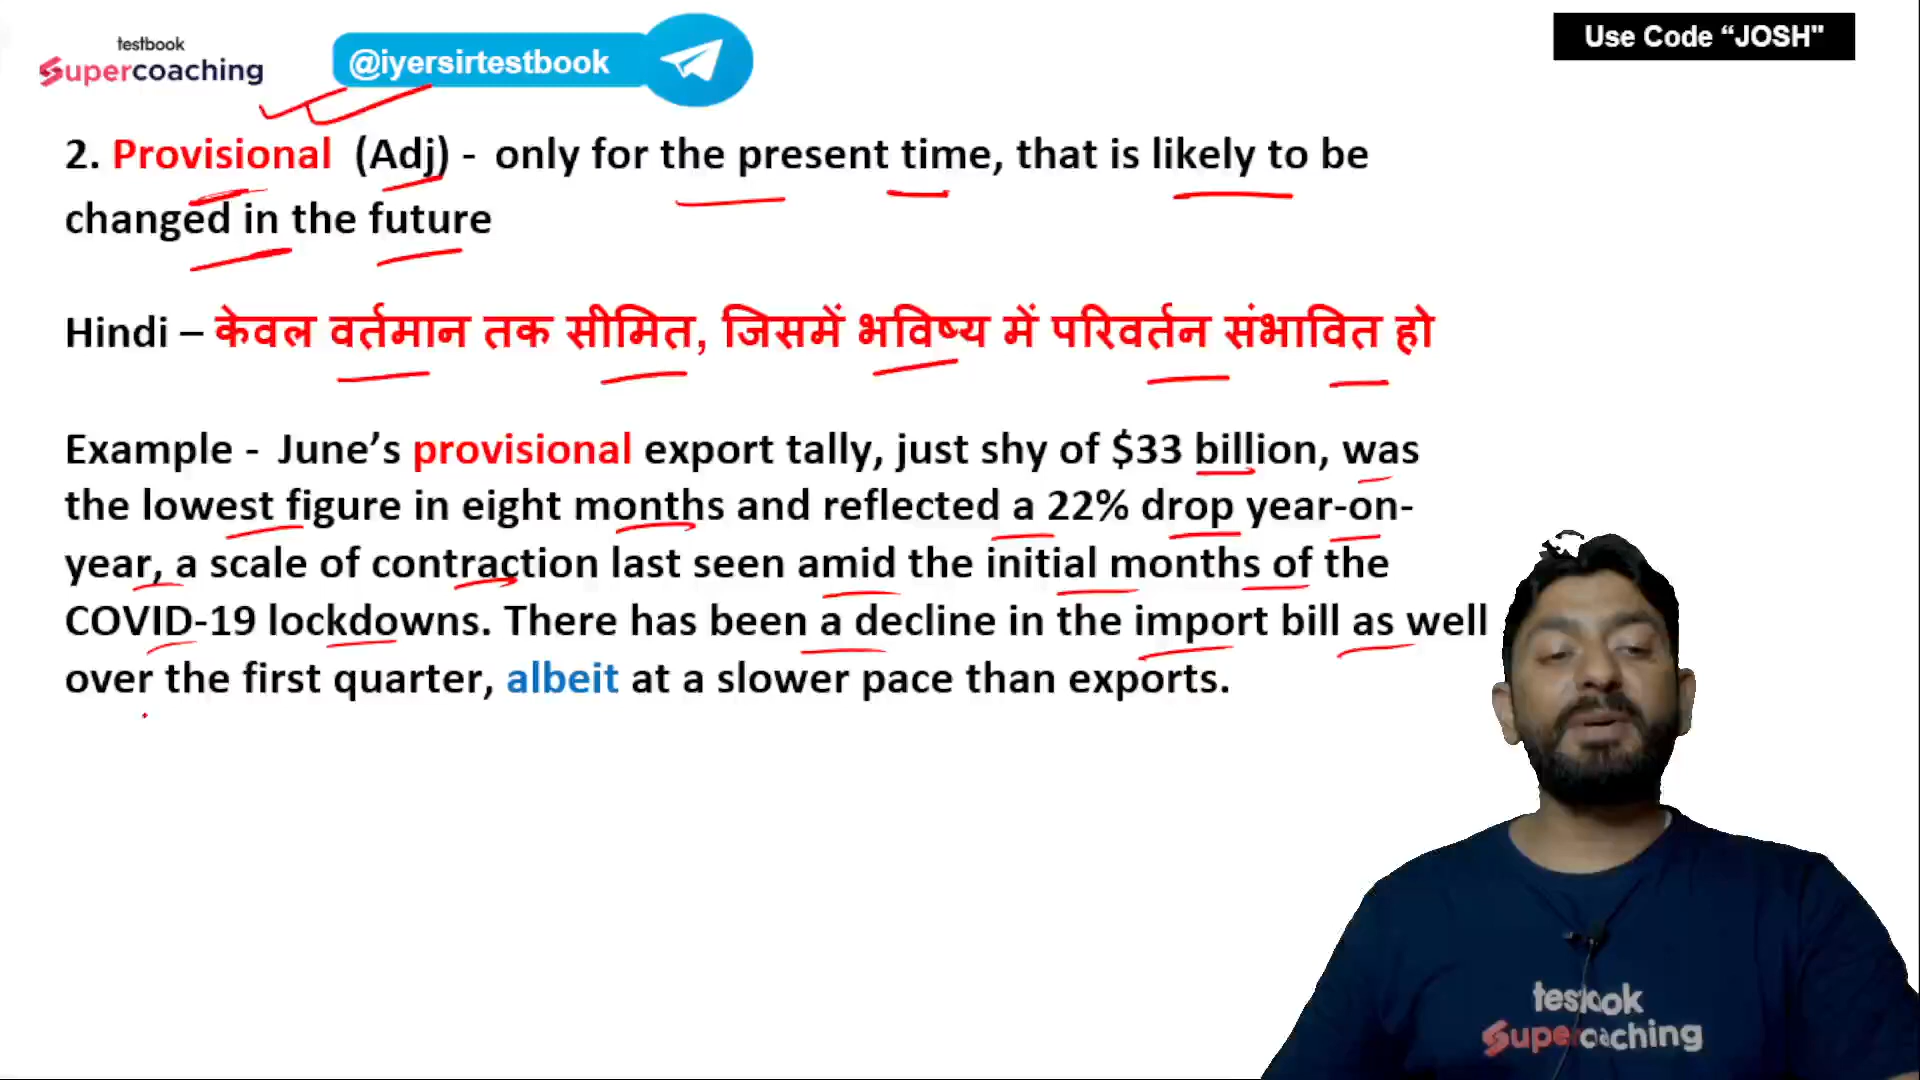 testbook
Supercoaching
@iyersirtestbook
Use Code “JOSH"
2. Provisional (Adj) - only for the present time, that is likely to be
changed in the future
Hindi – केवल वर्तमान तक सीमित, जिसमें भविष्य में परिवर्तन संभावित हो
Example - June’s provisional export tally, just shy of $33 billion, was
the lowest figure in eight months and reflected a 22% drop year-on-
year, a scale of contraction last seen amid the initial months of the
COVID-19 lockdowns. There has been a decline in the import bill as well
over the first quarter, albeit at a slower pace than exports.
testbook
Supercoaching